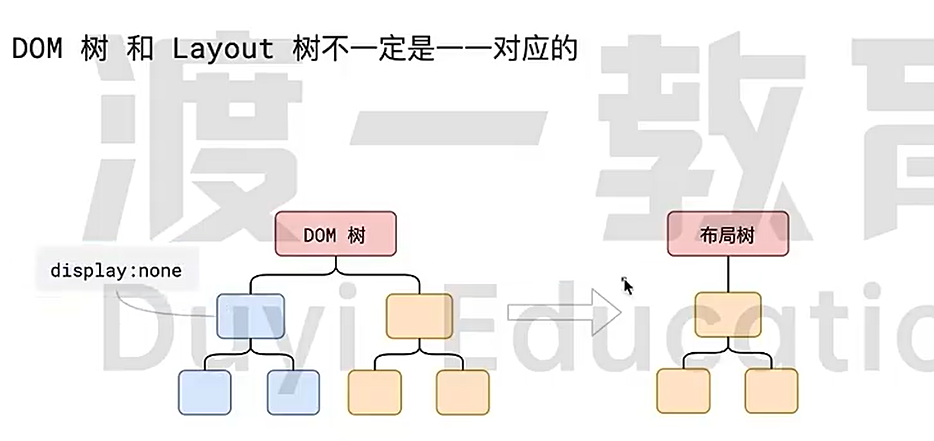 DOM 树 和 Layout 树不一定是一一对应的
渡一教育
DOM 树
布局树
display:none
Duyi Educatio